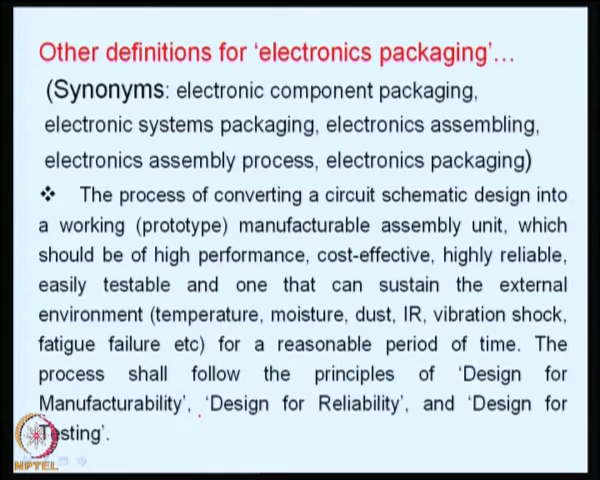 Other definitions for ‘electronics packaging’...
(Synonyms: electronic component packaging,
electronic systems packaging, electronics assembling,
electronics assembly process, electronics packaging)
❖ The process of converting a circuit schematic design into
a working (prototype) manufacturable assembly unit, which
should be of high performance, cost-effective, highly reliable,
easily testable and one that can sustain the external
environment (temperature, moisture, dust, IR, vibration shock,
fatigue failure etc) for a reasonable period of time. The
process shall follow the principles of ‘Design for
Manufacturability’, ‘Design for Reliability’, and ‘Design for
Testing’.
NPTEL